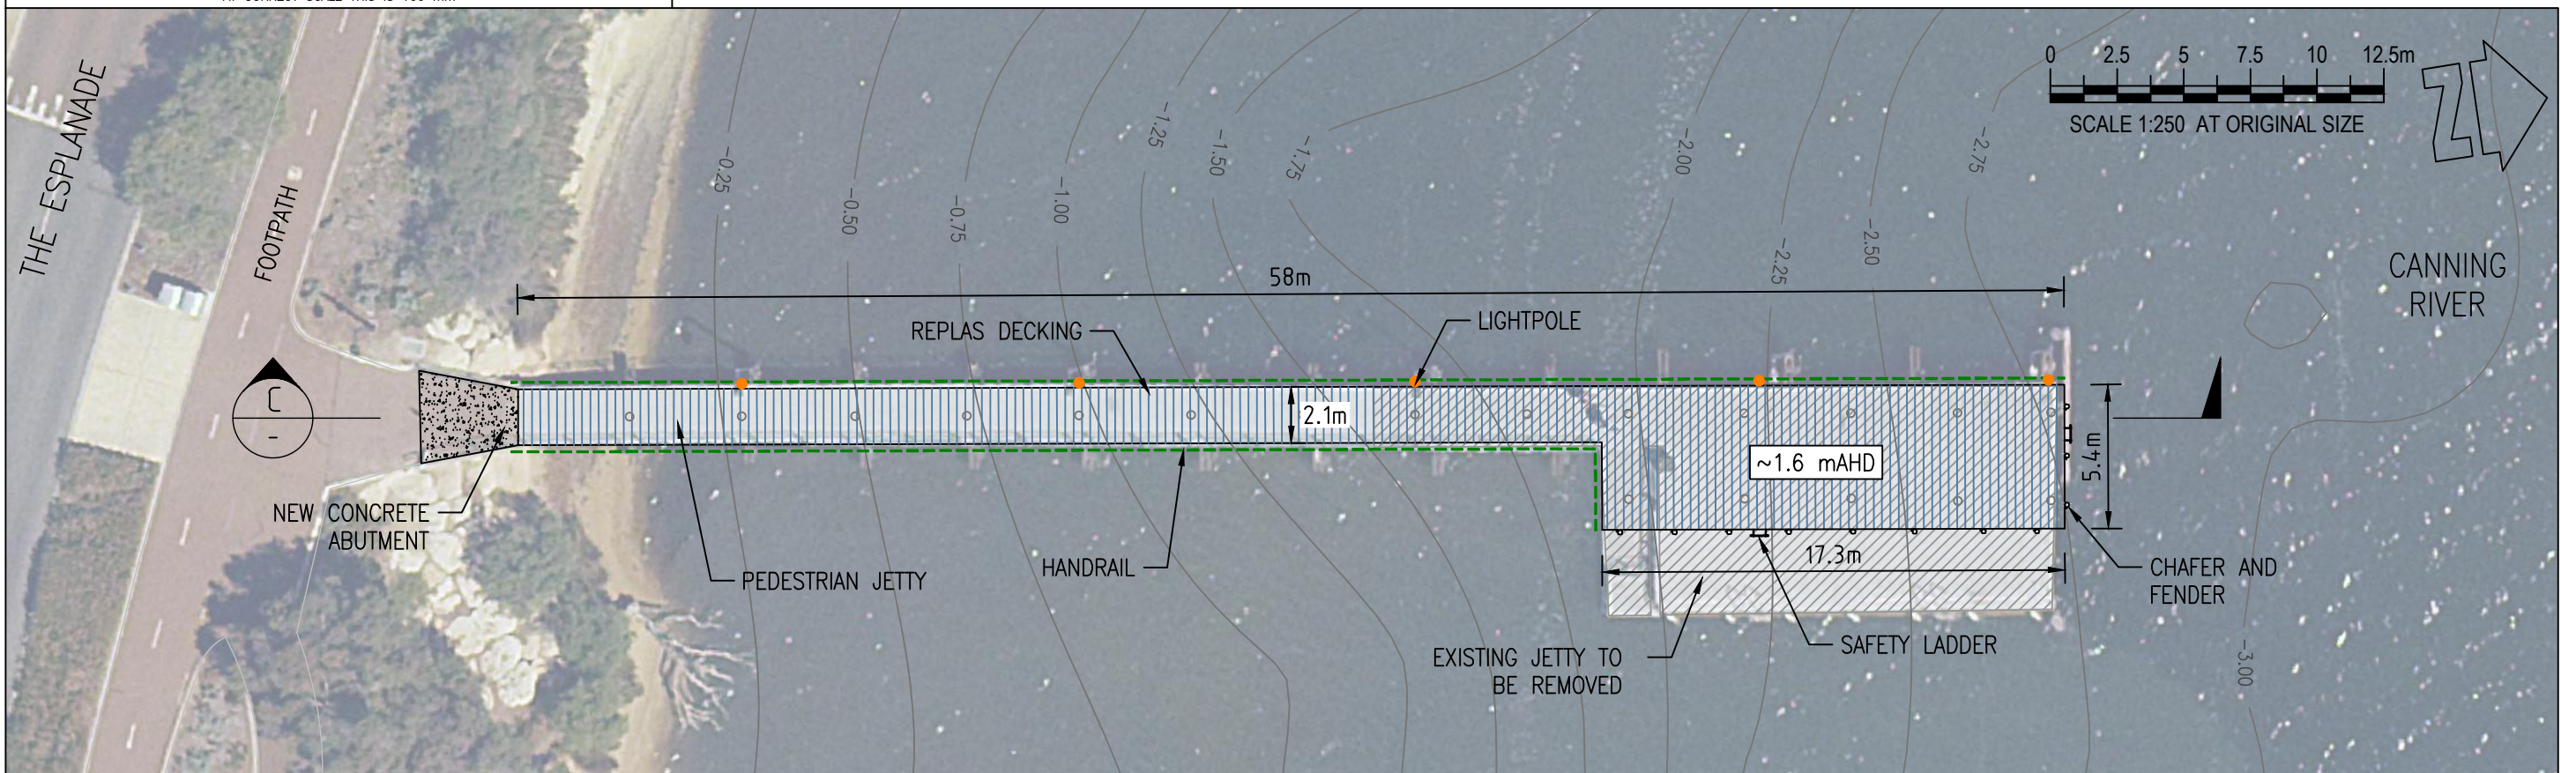 0 2.5 5 7.5 10 12.5m
SCALE 1:250 AT ORIGINAL SIZE
N
THE ESPLANADE
FOOTPATH
-0.25
-0.50
-0.75
-1.00
-1.25
-1.50
-1.75
-2.00
-2.25
-2.50
-2.75
-3.00
CANNING
RIVER
58m
REPLAS DECKING
LIGHTPOLE
2.1m
~1.6 mAHD
5.4m
17.3m
C
-
NEW CONCRETE
ABUTMENT
PEDESTRIAN JETTY
HANDRAIL
EXISTING JETTY TO
BE REMOVED
SAFETY LADDER
CHAFER AND
FENDER